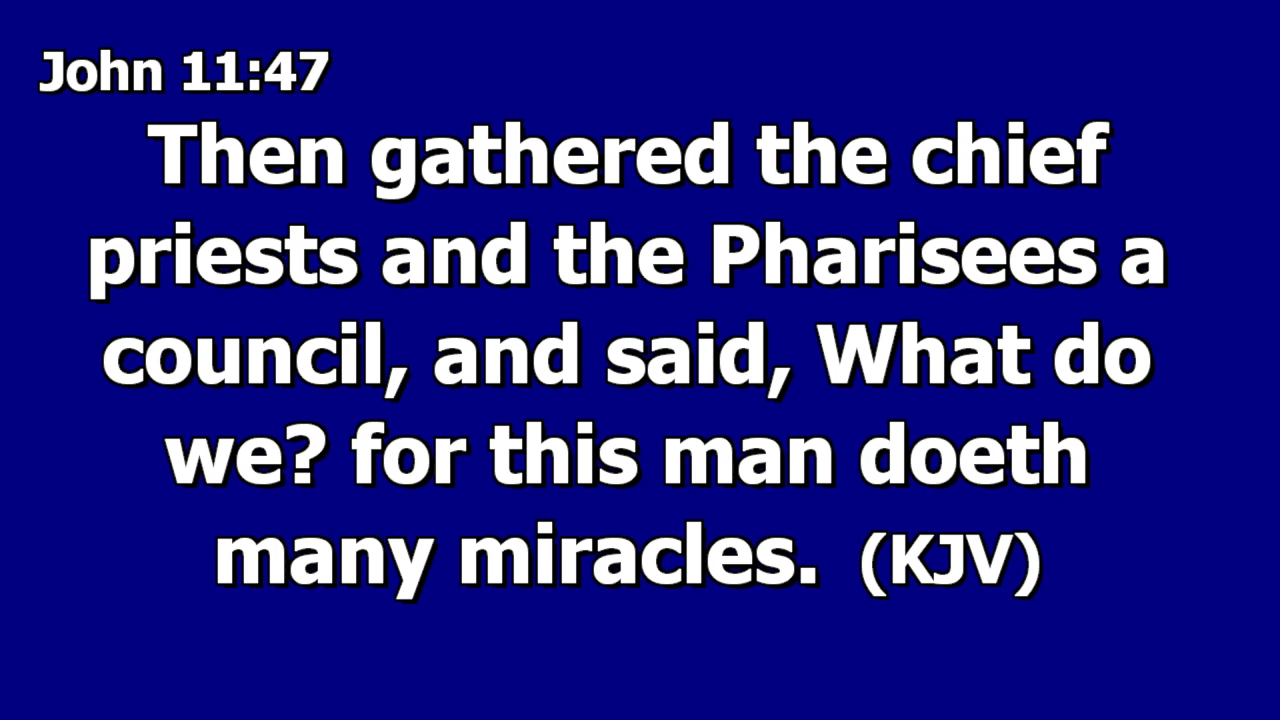 John 11:47
Then gathered the chief
priests and the Pharisees a
council, and said, What do
we? for this man doeth
many miracles. (KJV)